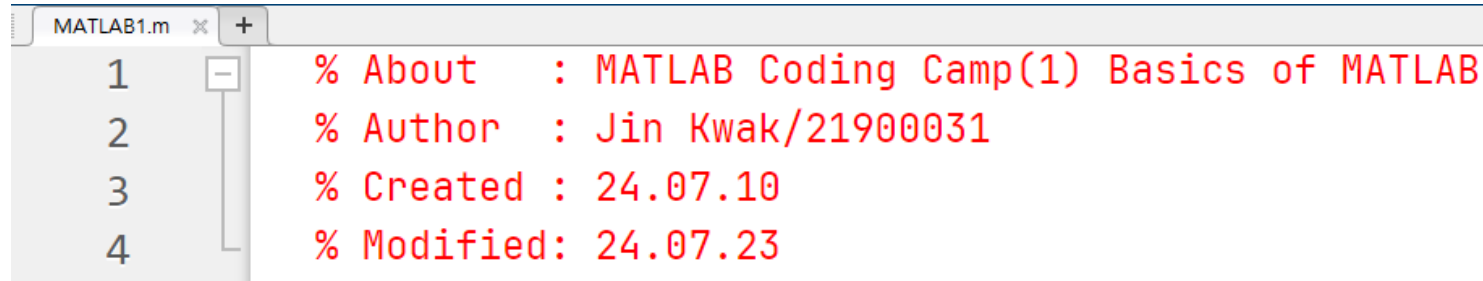 MATLAB1.m × +
1 % About   : MATLAB Coding Camp(1) Basics of MATLAB
2 % Author  : Jin Kwak/21900031
3 % Created : 24.07.10
4 % Modified: 24.07.23